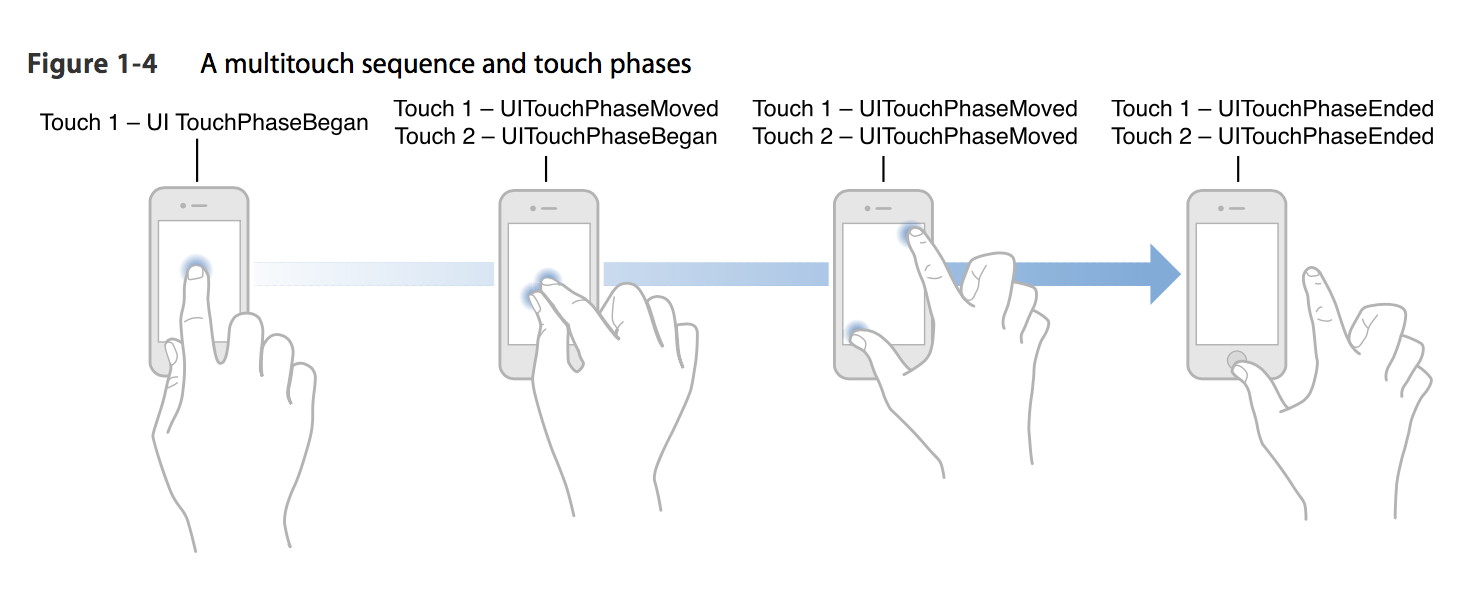 Figure 1-4 A multitouch sequence and touch phases
Touch 1 – UI TouchPhaseBegan
Touch 1 – UITouchPhaseMoved
Touch 2 – UITouchPhaseBegan
Touch 1 – UITouchPhaseMoved
Touch 2 – UITouchPhaseMoved
Touch 1 – UITouchPhaseEnded
Touch 2 – UITouchPhaseEnded